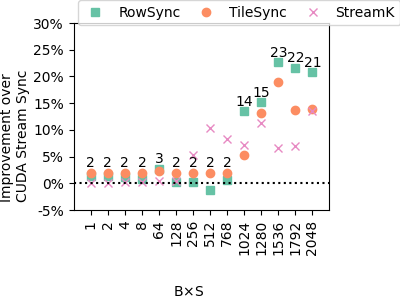 RowSync TileSync StreamK
Improvement over
CUDA Stream Sync
30%
25%
20%
15%
10%
5%
0%
-5%
2 2 2 2 3 2 2 2 2 14 15 23 22 21
1 2 4 8 64 128 256 512 768 1024 1280 1536 1792 2048
B×S